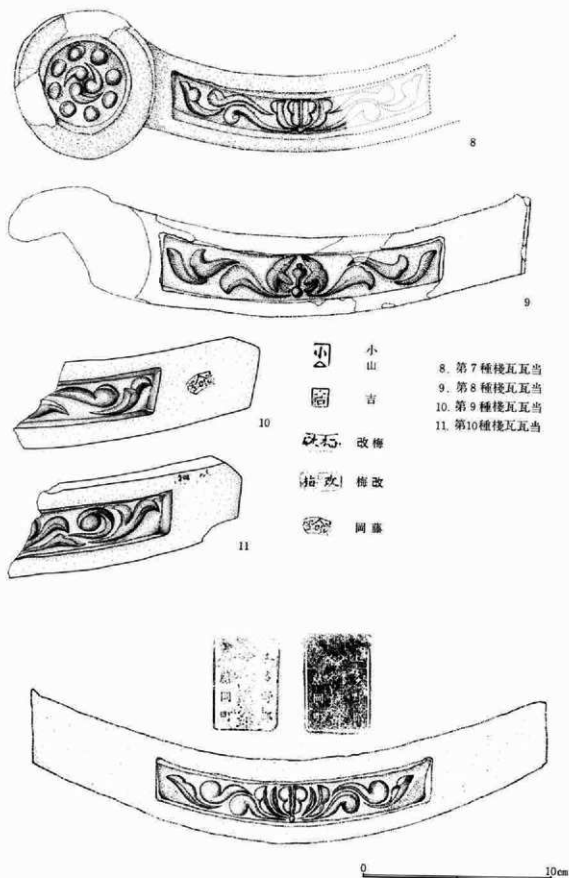 8
9
10
11
小山
吉
改梅
梅改
岡藤
8. 第7種棧瓦瓦当
9. 第8種棧瓦瓦当
10. 第9種棧瓦瓦当
11. 第10種棧瓦瓦当
0 10cm